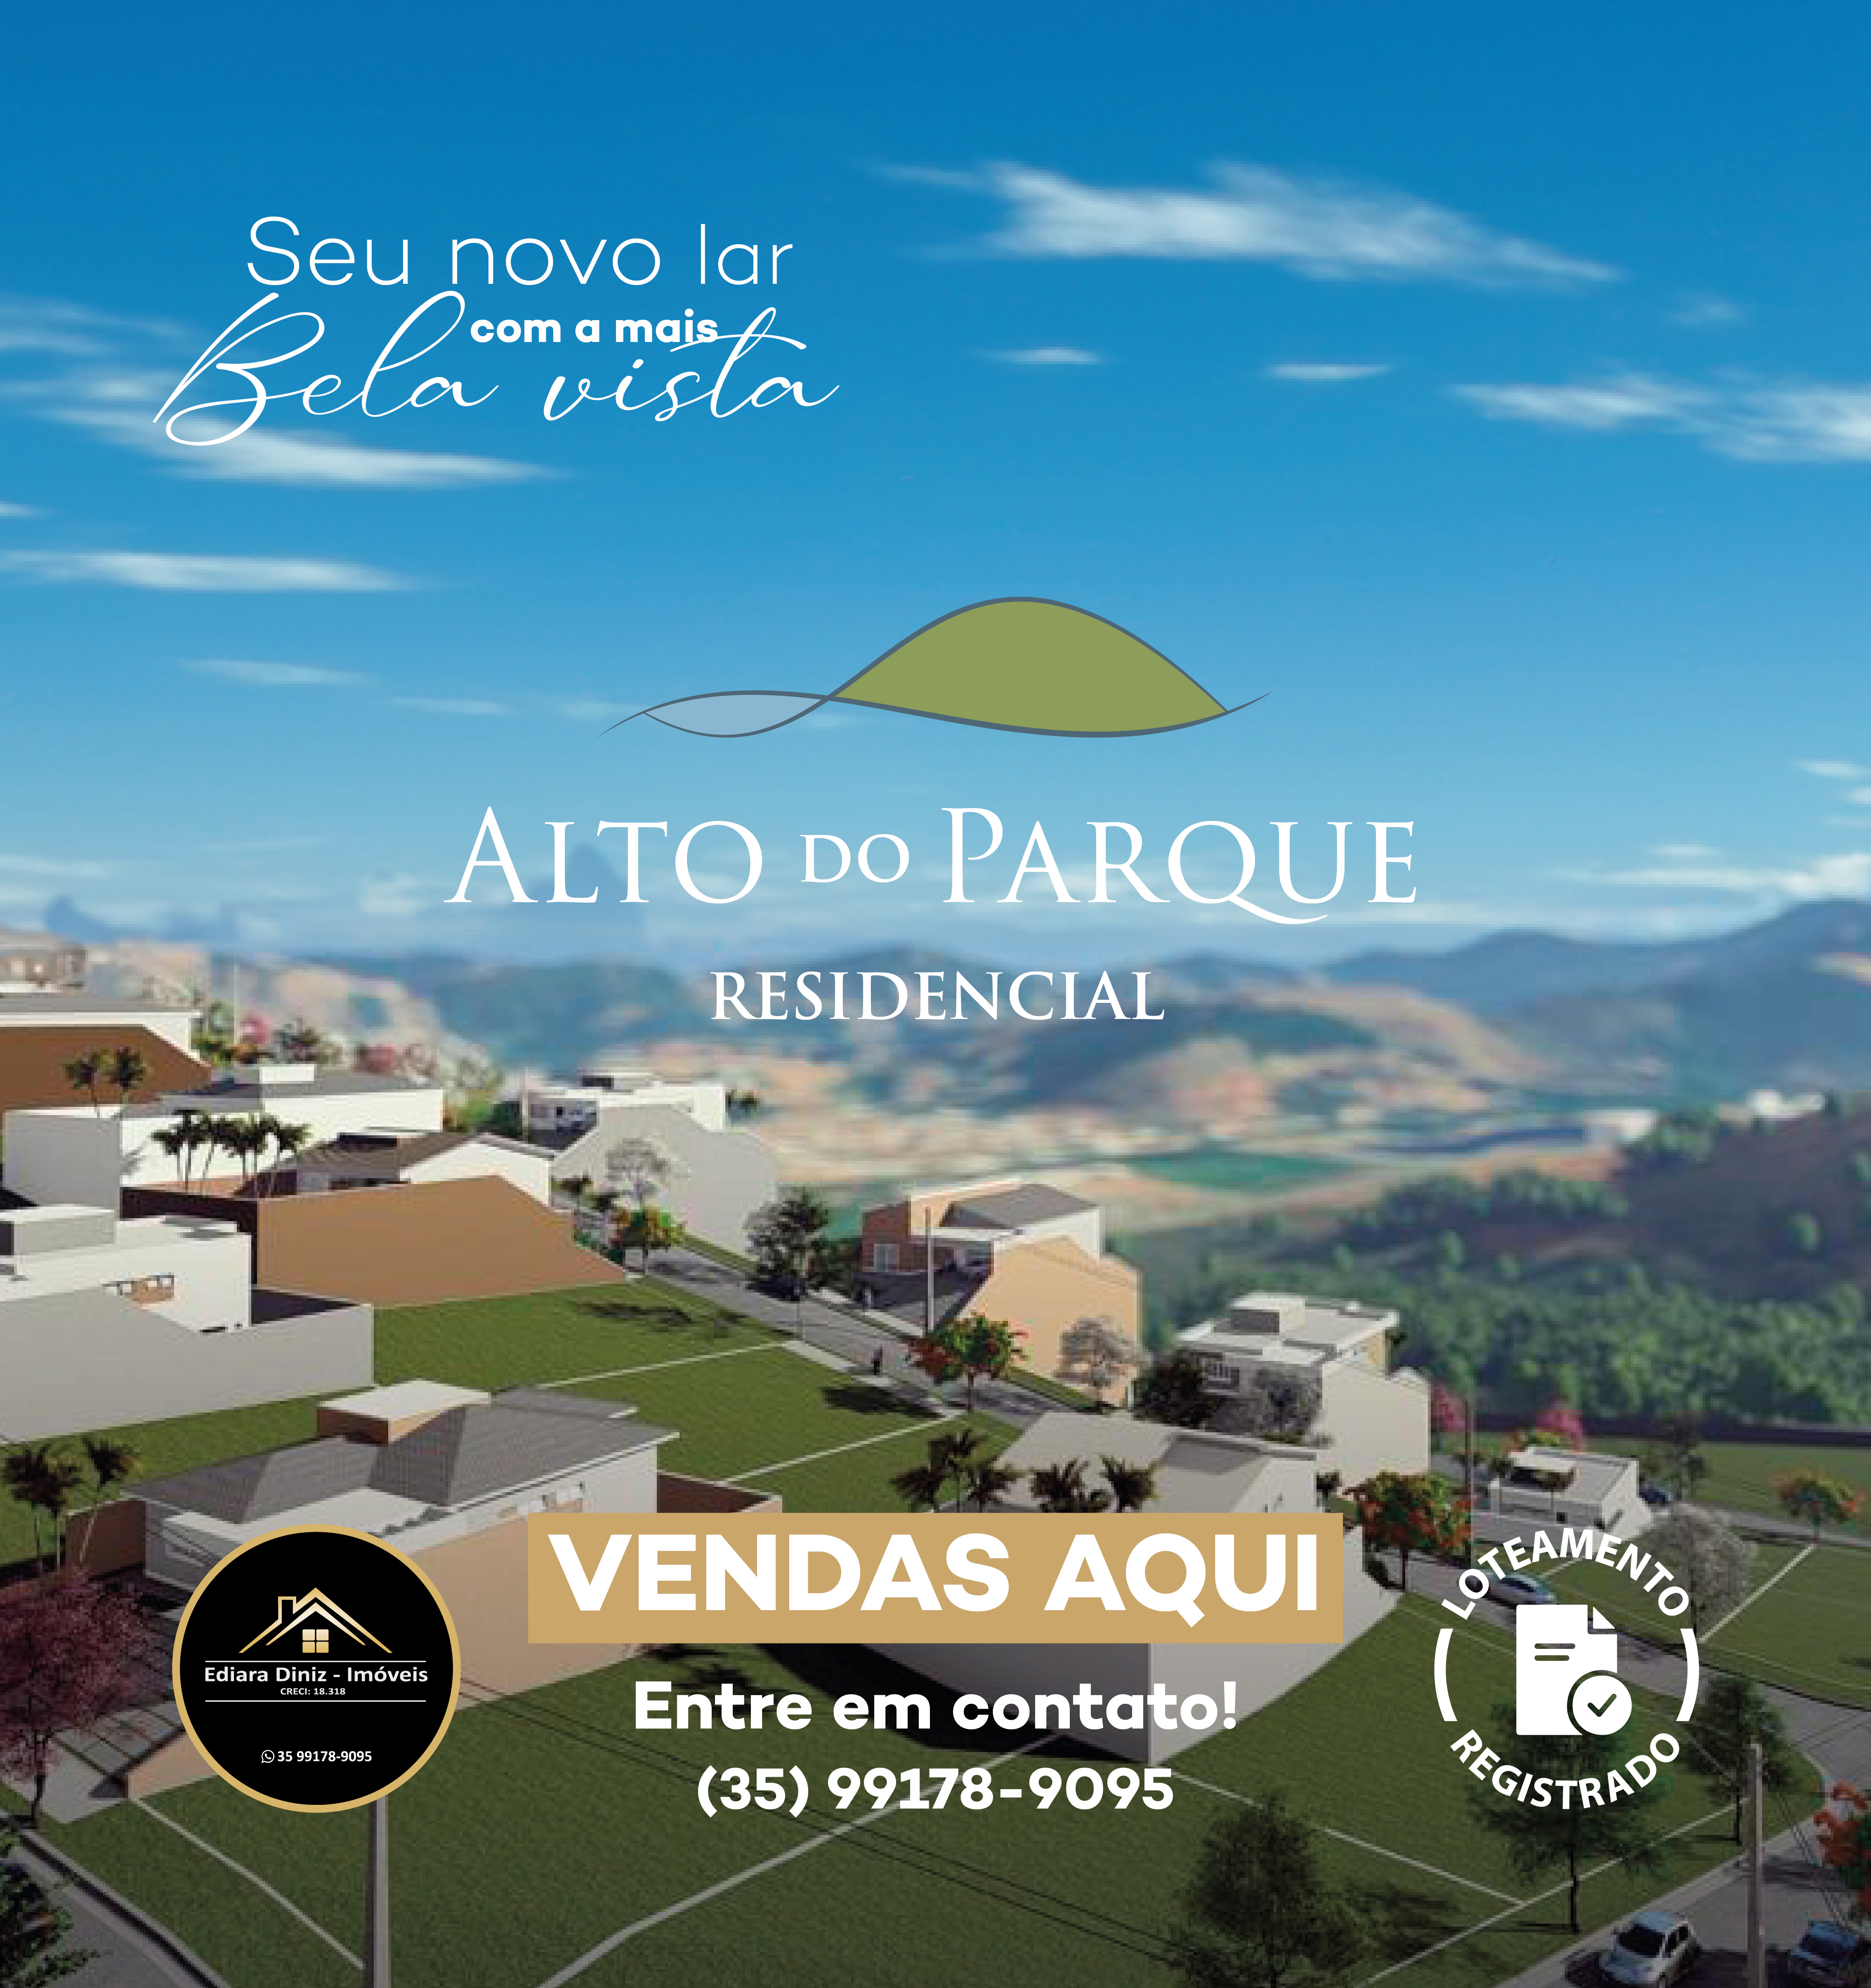 Seu novo lar
com a mais
Bela vista
ALTO DO PARQUE
RESIDENCIAL
VENDAS AQUI
Entre em contato!
(35) 99178-9095
Ediara Diniz - Imóveis
CRECI: 18.318
35 99178-9095
LOTEAMENTO
REGISTRADO